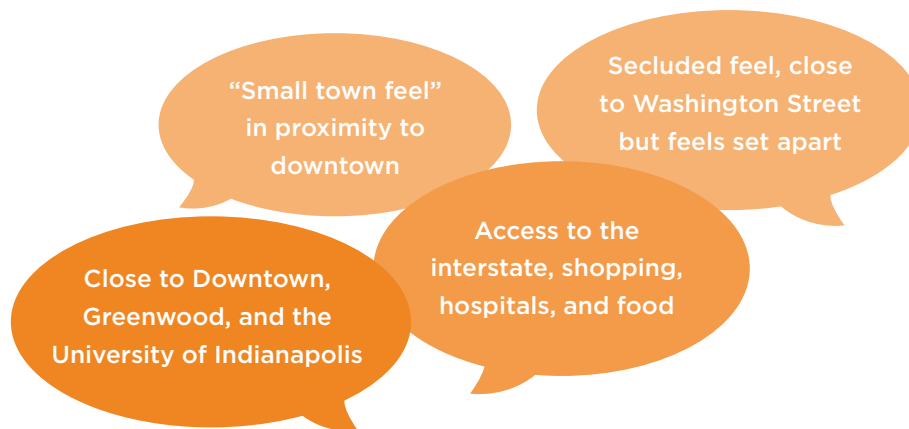 “Small town feel”
in proximity to
downtown
Secluded feel, close
to Washington Street
but feels set apart
Close to Downtown,
Greenwood, and the
University of Indianapolis
Access to the
interstate, shopping,
hospitals, and food